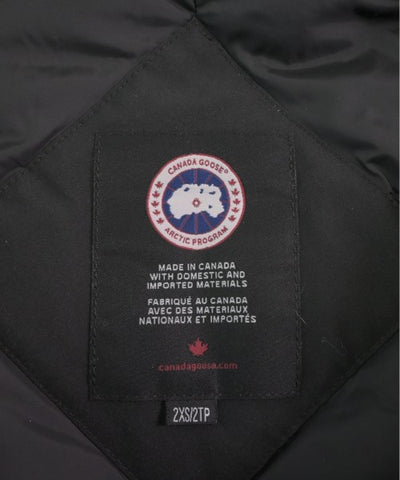 CANADA GOOSE®
ARCTIC PROGRAM
MADE IN CANADA
WITH DOMESTIC AND
IMPORTED MATERIALS
FABRIQUÉ AU CANADA
AVEC DES MATERIAUX
NATIONAUX ET IMPORTÉS
canadagoose.com
2XS/2TP